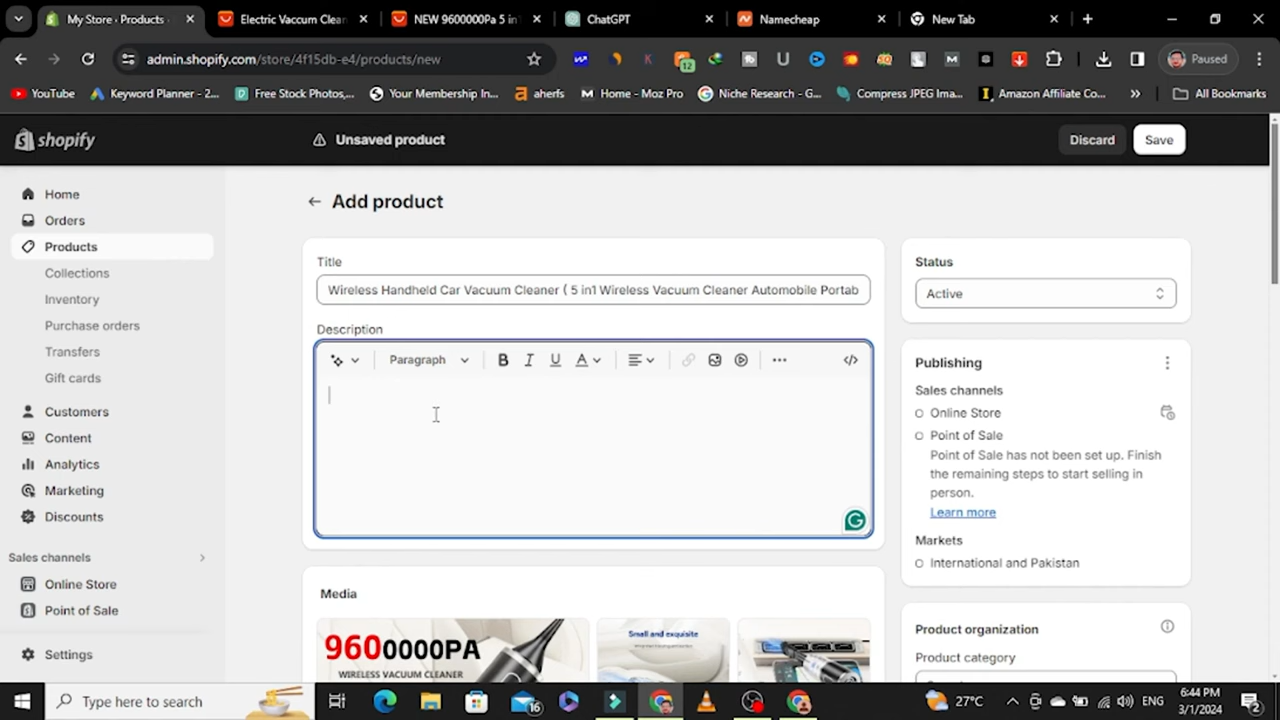 My Store · Products ·
Electric Vaccum Clea
NEW 9600000Pa 5 in
ChatGPT
Namecheap
New Tab
admin.shopify.com/store/4f15db-e4/products/new
12
Paused
YouTube
Keyword Planner - 2...
Free Stock Photos,...
Your Membership In...
aherfs
Home - Moz Pro
Niche Research - G...
Compress JPEG Ima...
Amazon Affiliate Co...
All Bookmarks
shopify
Unsaved product
Discard
Save
Home
Orders
Products
Collections
Inventory
Purchase orders
Transfers
Gift cards
Customers
Content
Analytics
Marketing
Discounts
Sales channels
Online Store
Point of Sale
Settings
Add product
Title
Wireless Handheld Car Vacuum Cleaner ( 5 in1 Wireless Vacuum Cleaner Automobile Portab
Description
Paragraph
B I U A
Media
9600000PA
WIRELESS VACUUM CLEANER
Small and exquisite
Status
Active
Publishing
Sales channels
Online Store
Point of Sale
Point of Sale has not been set up. Finish
the remaining steps to start selling in
person.
Learn more
Markets
International and Pakistan
Product organization
Product category
Type here to search
16
27°C
ENG
6:44 PM
3/1/2024
2